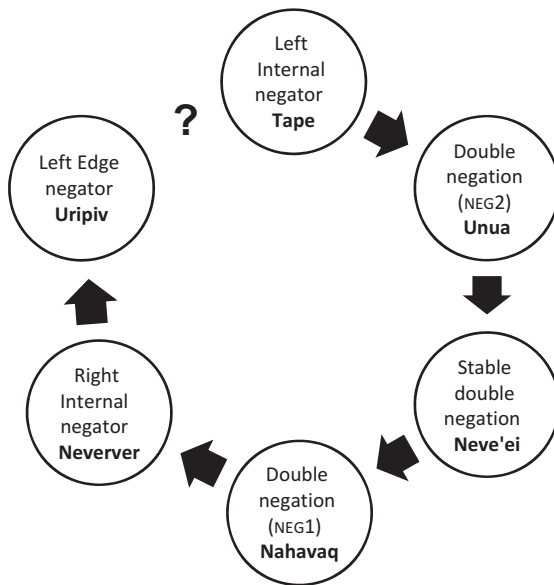 Left
Internal
negator
Tape
?
Double
negation
(NEG2)
Unua
Left Edge
negator
Uripiv
Stable
double
negation
Neve'ei
Right
Internal
negator
Neverver
Double
negation
(NEG1)
Nahavaq